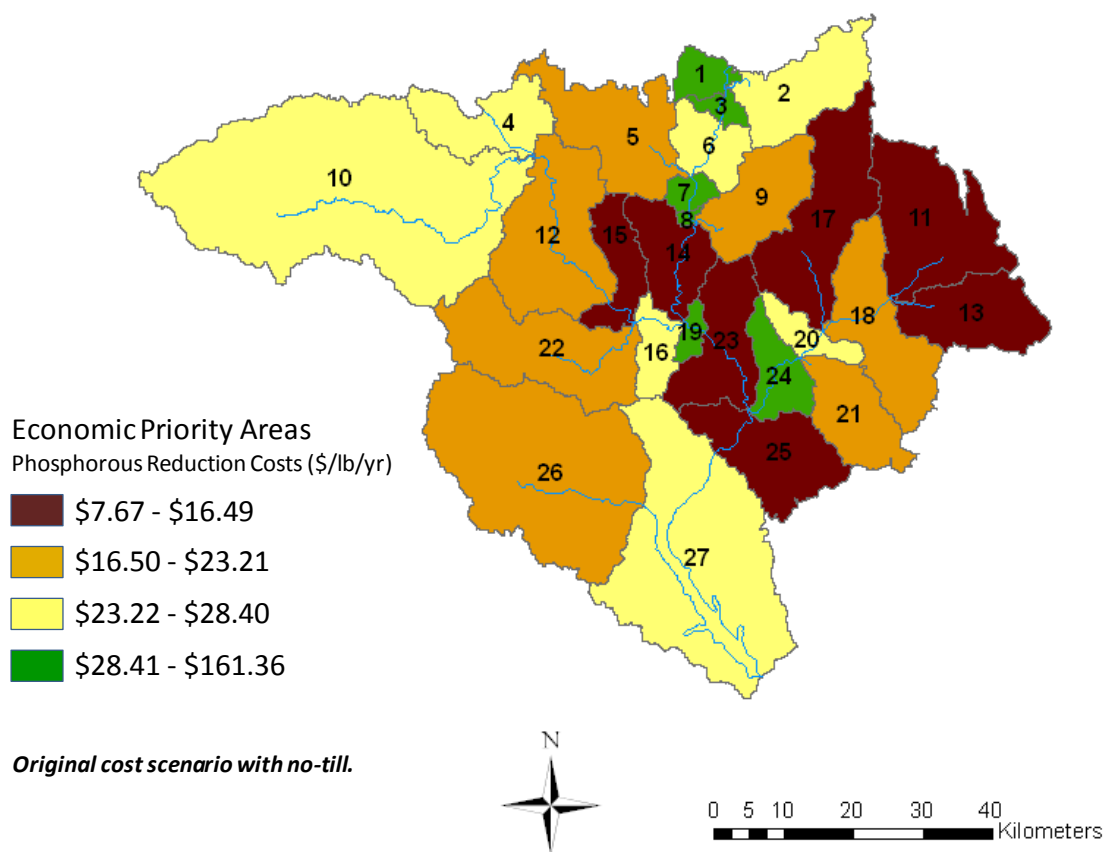 1
2
3
4
5
6
7
8
9
10
11
12
13
14
15
16
17
18
19
20
21
22
23
24
25
26
27
Economic Priority Areas
Phosphorous Reduction Costs ($/lb/yr)
$7.67 - $16.49
$16.50 - $23.21
$23.22 - $28.40
$28.41 - $161.36
Original cost scenario with no-till.
N
0 5 10 20 30 40
Kilometers